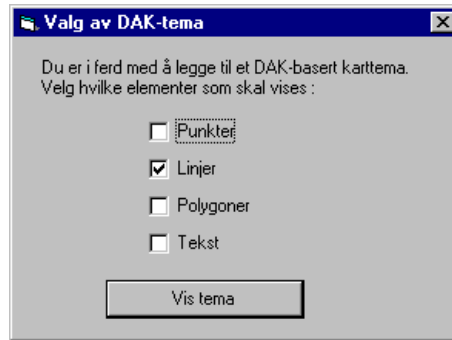 Valg av DAK-tema
Du er i ferd med å legge til et DAK-basert karttema.
Velg hvilke elementer som skal vises :
Punkter
Linjer
Polygoner
Tekst
Vis tema